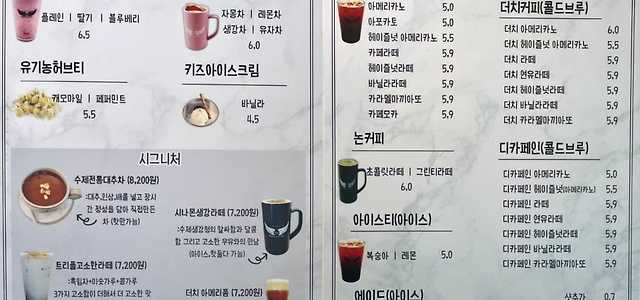 플레인 | 딸기 | 블루베리
6.5
자몽차 | 레몬차
생강차 | 유자차
6.0
유기농허브티
캐모마일 | 페퍼민트
5.5
키즈아이스크림
바닐라
4.5
시그니처
수제전통대추차 (8,200원)
:대추,인삼,배를 넣고 장시
간 정성을 담아 직접만든
차 (핫만가능)
시나몬생강라떼 (7,200원)
:수제생강청의 알싸함과 달콤
함 그리고 고소한 우유와의 만남
(아이스,핫둘다 가능)
트리플고소한라떼 (7,200원)
:흑임자+미숫가루+콩가루
3가지 고소함이 더해져 더 고소한 맛
더치 아메리폼 (7,200원)
아메리카노 5.0
아포카토 5.9
헤이즐넛 아메리카노 5.5
카페라떼 5.9
헤이즐넛라떼 5.9
바닐라라떼 5.9
카라멜마끼아또 5.9
카페모카 5.9
논커피
초콜릿라떼 | 그린티라떼
6.0
아이스티(아이스)
복숭아 | 레몬 5.0
에이드(아이스)
더치커피(콜드브루)
더치 아메리카노 6.0
더치 헤이즐넛 아메리카노 5.5
더치 라떼 5.9
더치 연유라떼 5.9
더치 헤이즐넛라떼 5.9
더치 바닐라라떼 5.9
더치 카라멜마끼아또 5.9
디카페인(콜드브루)
디카페인 아메리카노 5.0
디카페인 헤이즐넛(아메리카노) 5.5
디카페인 라떼 5.9
디카페인 연유라떼 5.9
디카페인 헤이즐넛라떼 5.9
디카페인 바닐라라떼 5.9
디카페인 카라멜마끼아또 5.9
샷추가 0.7